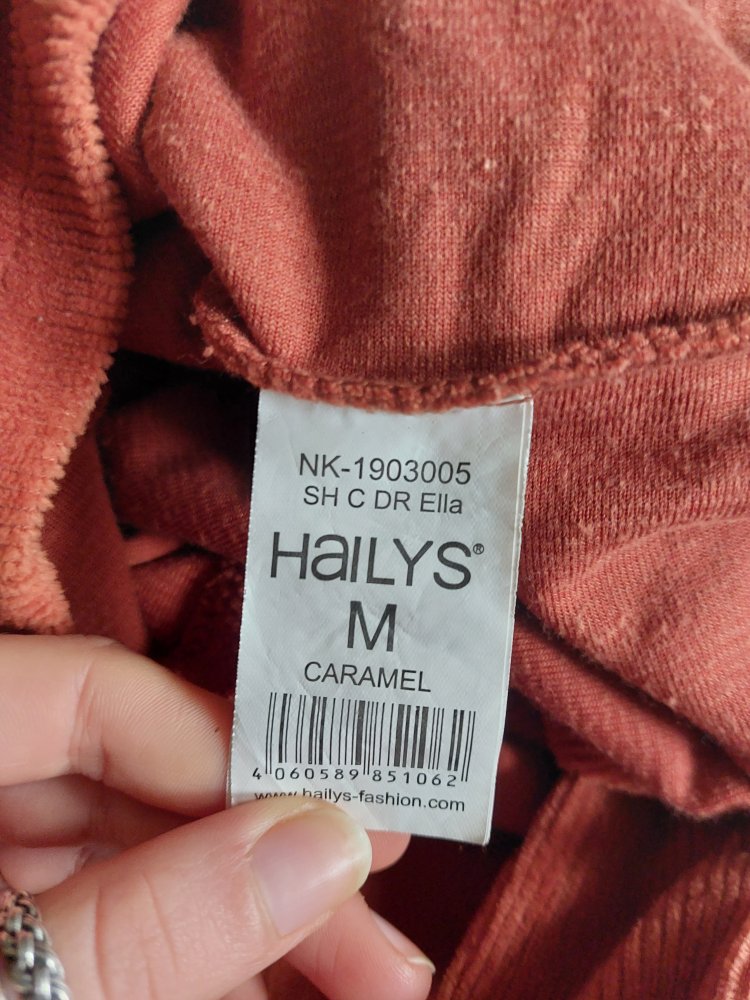 NK-1903005
SH C DR Ella
HaiLYS®
M
CARAMEL
4 060589 851062
www.hailys-fashion.com